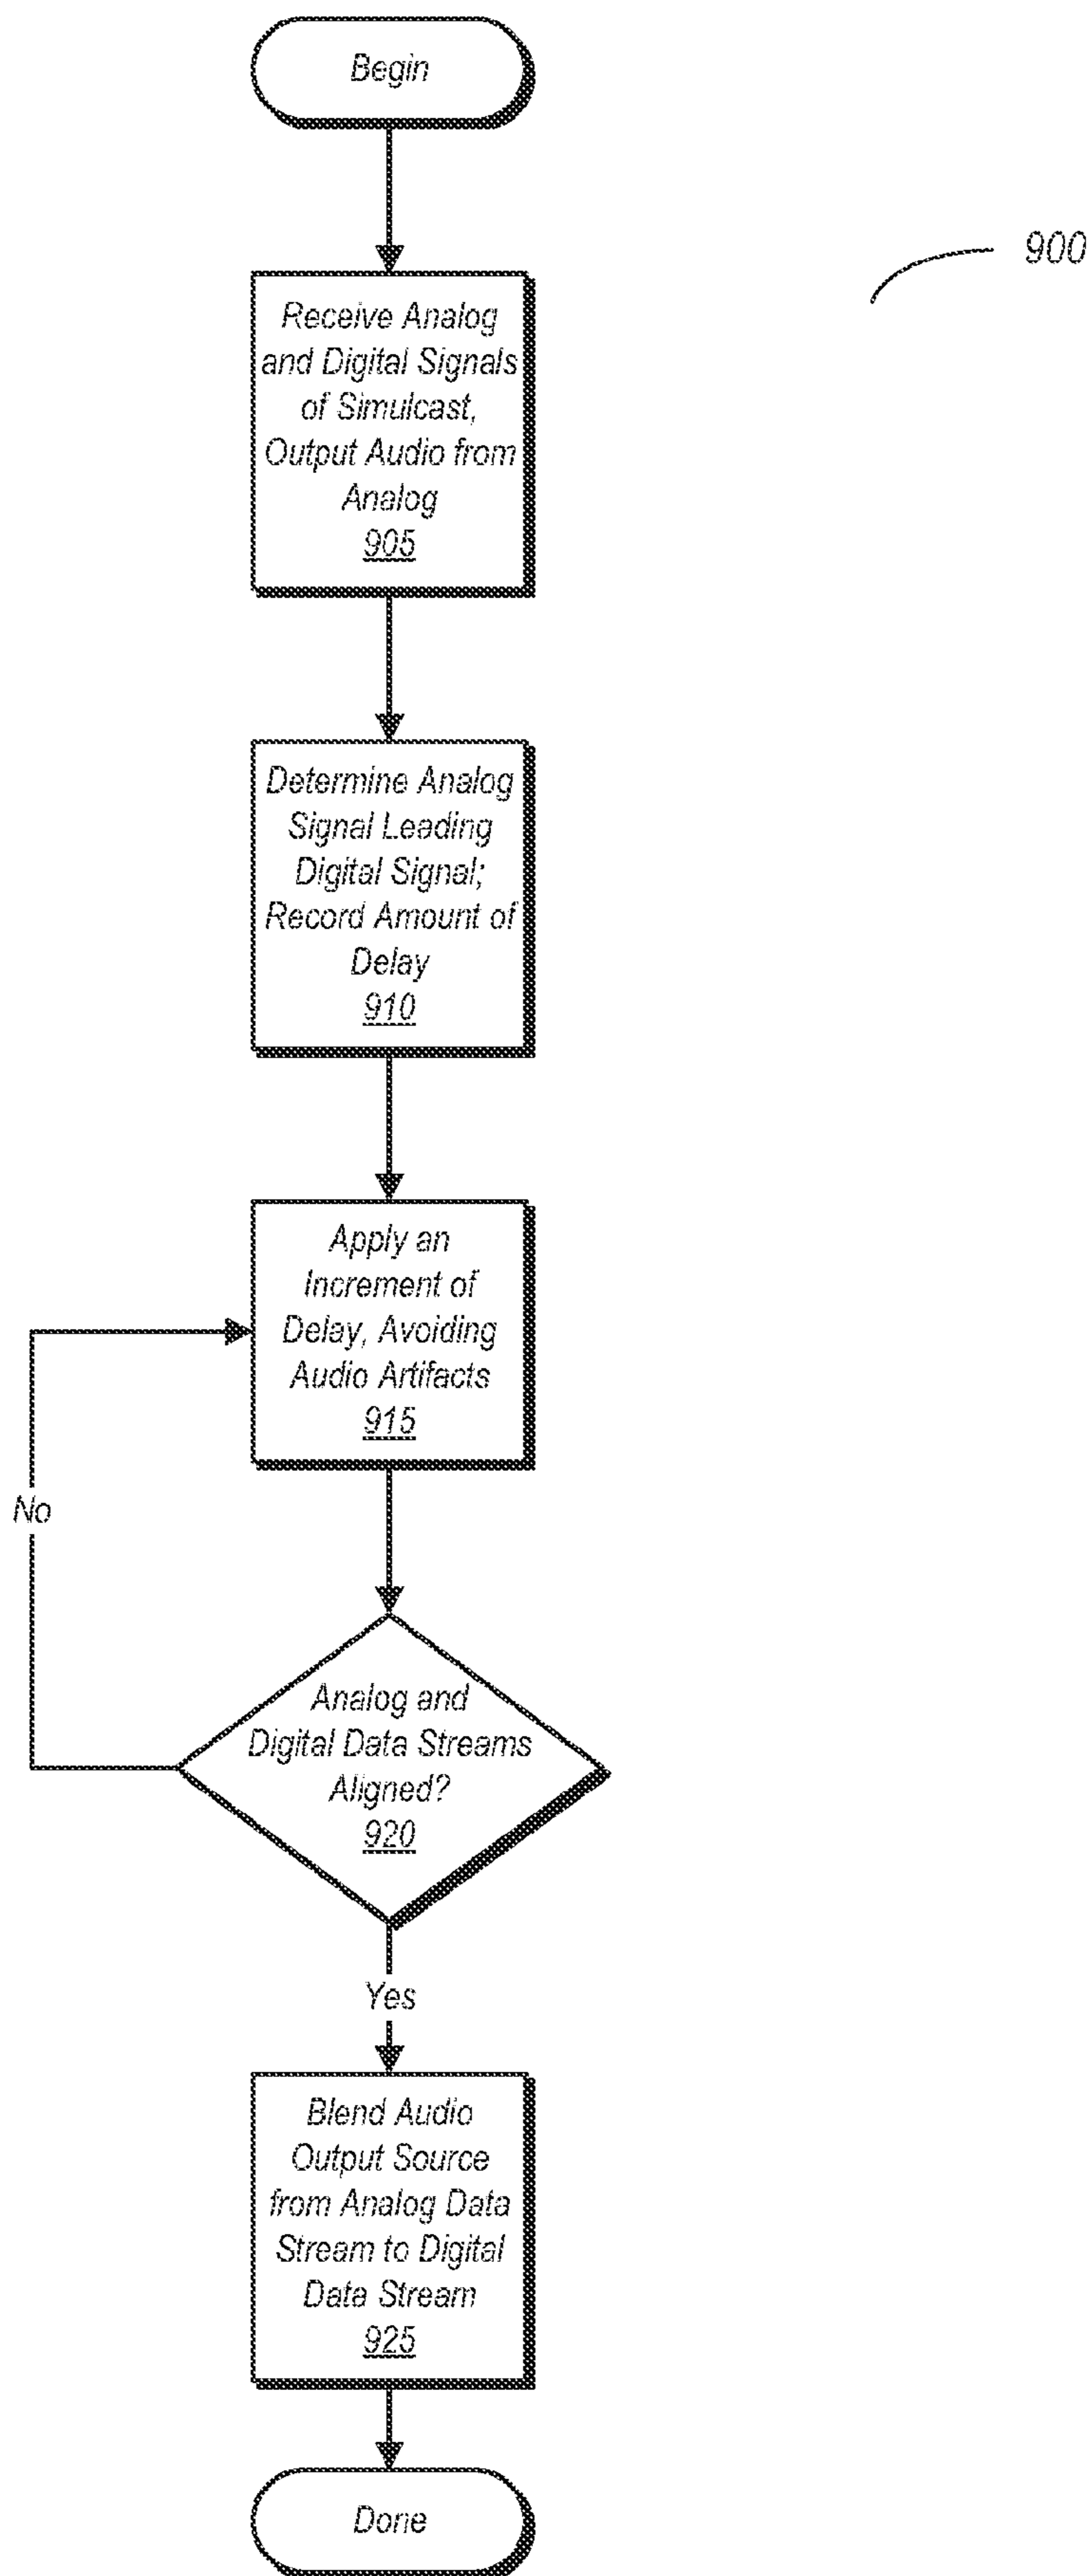 Begin
900
Receive Analog
and Digital Signals
of Simulcast,
Output Audio from
Analog
905
Determine Analog
Signal Leading
Digital Signal;
Record Amount of
Delay
910
Apply an
Increment of
Delay, Avoiding
Audio Artifacts
915
No
Analog and
Digital Data Streams
Aligned?
920
Yes
Blend Audio
Output Source
from Analog Data
Stream to Digital
Data Stream
925
Done